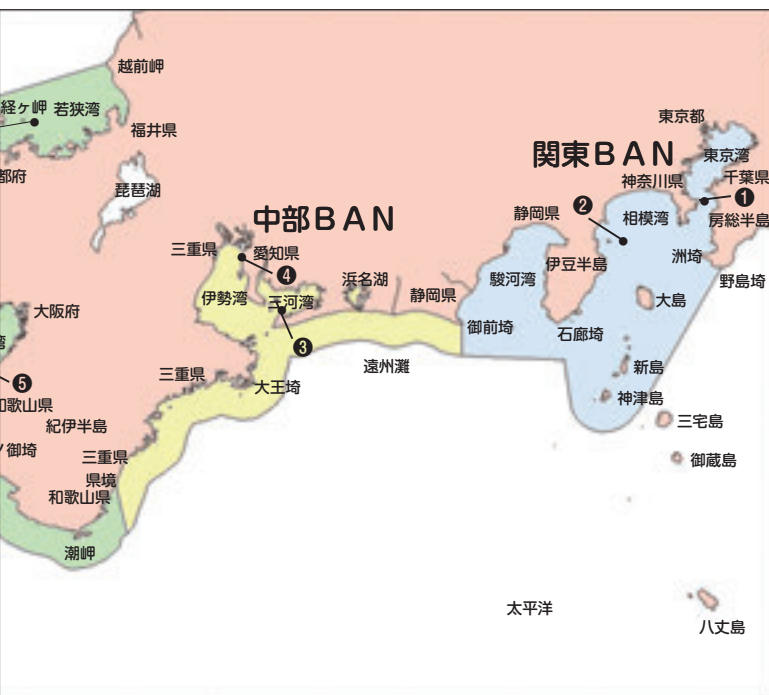 越前岬
経ヶ岬
若狭湾
福井県
都府
琵琶湖
中部BAN
三重県
愛知県
❹
伊勢湾
三河湾
浜名湖
静岡県
❸
大阪府
湾
❺
和歌山県
紀伊半島
ノ御埼
三重県
大王埼
遠州灘
三重県
県境
和歌山県
潮岬
関東BAN
東京都
東京湾
神奈川県
千葉県
❶
静岡県
❷
相模湾
房総半島
洲埼
野島埼
伊豆半島
駿河湾
大島
御前埼
石廊埼
新島
神津島
三宅島
御蔵島
太平洋
八丈島